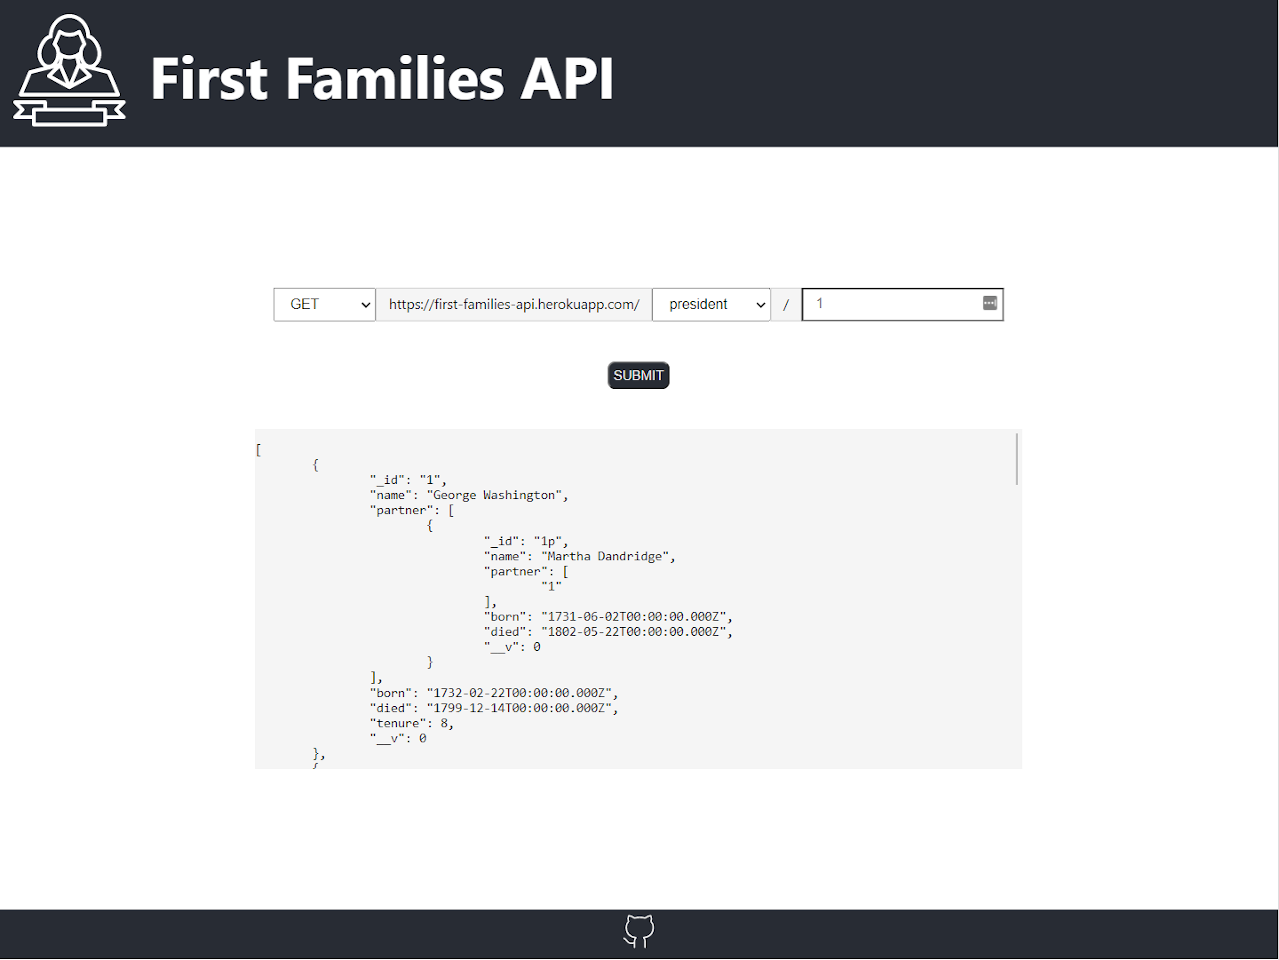 First Families API
GET https://first-families-api.herokuapp.com/ president / 1
SUBMIT
[
{
"_id": "1",
"name": "George Washington",
"partner": [
{
"_id": "1p",
"name": "Martha Dandridge",
"partner": [
"1"
],
"born": "1731-06-02T00:00:00.000Z",
"died": "1802-05-22T00:00:00.000Z",
"__v": 0
}
],
"born": "1732-02-22T00:00:00.000Z",
"died": "1799-12-14T00:00:00.000Z",
"tenure": 8,
"__v": 0
},
{